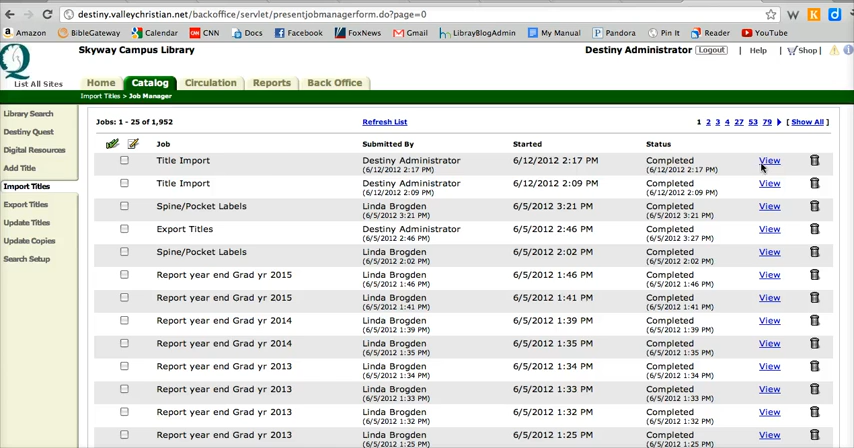 destiny.valleychristian.net/backoffice/servlet/presentjobmanagerform.do?page=0
Amazon BibleGateway Calendar CNN Docs Facebook FoxNews Gmail LibrayBlogAdmin My Manual Pandora Pin It Reader YouTube
Skyway Campus Library Destiny Administrator Logout Help Shop
List All Sites Home Catalog Circulation Reports Back Office
Import Titles > Job Manager
Library Search
Destiny Quest
Digital Resources
Add Title
Import Titles
Export Titles
Update Titles
Update Copies
Search Setup
Jobs: 1 - 25 of 1,952 Refresh List 1 2 3 4 27 53 79 [ Show All ]
Job Submitted By Started Status
Title Import Destiny Administrator 6/12/2012 2:17 PM Completed View
(6/12/2012 2:17 PM) (6/12/2012 2:17 PM)
Title Import Destiny Administrator 6/12/2012 2:09 PM Completed View
(6/12/2012 2:09 PM) (6/12/2012 2:09 PM)
Spine/Pocket Labels Linda Brogden 6/5/2012 3:21 PM Completed View
(6/5/2012 3:21 PM) (6/5/2012 3:21 PM)
Export Titles Destiny Administrator 6/5/2012 2:46 PM Completed View
(6/5/2012 2:46 PM) (6/5/2012 3:27 PM)
Spine/Pocket Labels Linda Brogden 6/5/2012 2:02 PM Completed View
(6/5/2012 2:02 PM) (6/5/2012 2:02 PM)
Report year end Grad yr 2015 Linda Brogden 6/5/2012 1:46 PM Completed View
(6/5/2012 1:46 PM) (6/5/2012 1:46 PM)
Report year end Grad yr 2015 Linda Brogden 6/5/2012 1:41 PM Completed View
(6/5/2012 1:41 PM) (6/5/2012 1:41 PM)
Report year end Grad yr 2014 Linda Brogden 6/5/2012 1:39 PM Completed View
(6/5/2012 1:39 PM) (6/5/2012 1:40 PM)
Report year end Grad yr 2014 Linda Brogden 6/5/2012 1:35 PM Completed View
(6/5/2012 1:35 PM) (6/5/2012 1:35 PM)
Report year end Grad yr 2013 Linda Brogden 6/5/2012 1:34 PM Completed View
(6/5/2012 1:34 PM) (6/5/2012 1:34 PM)
Report year end Grad yr 2013 Linda Brogden 6/5/2012 1:33 PM Completed View
(6/5/2012 1:33 PM) (6/5/2012 1:33 PM)
Report year end Grad yr 2013 Linda Brogden 6/5/2012 1:32 PM Completed View
(6/5/2012 1:32 PM) (6/5/2012 1:32 PM)
Report year end Grad yr 2013 Linda Brogden 6/5/2012 1:25 PM Completed View